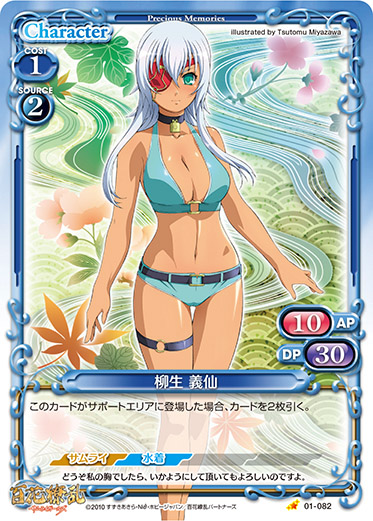 Precious Memories
Character
illustrated by Tsutomu Miyazawa
COST
1
SOURCE
2
10 AP
DP 30
柳生 義仙
このカードがサポートエリアに登場した場合、カードを2枚引く。
サムライ 水着
どうぞ私の胸でしたら、いかようにして頂いてもよろしいのですよ。
百花繚乱
©2010 すずきあきら・Niθ・ホビージャパン/百花繚乱パートナーズ
01-082